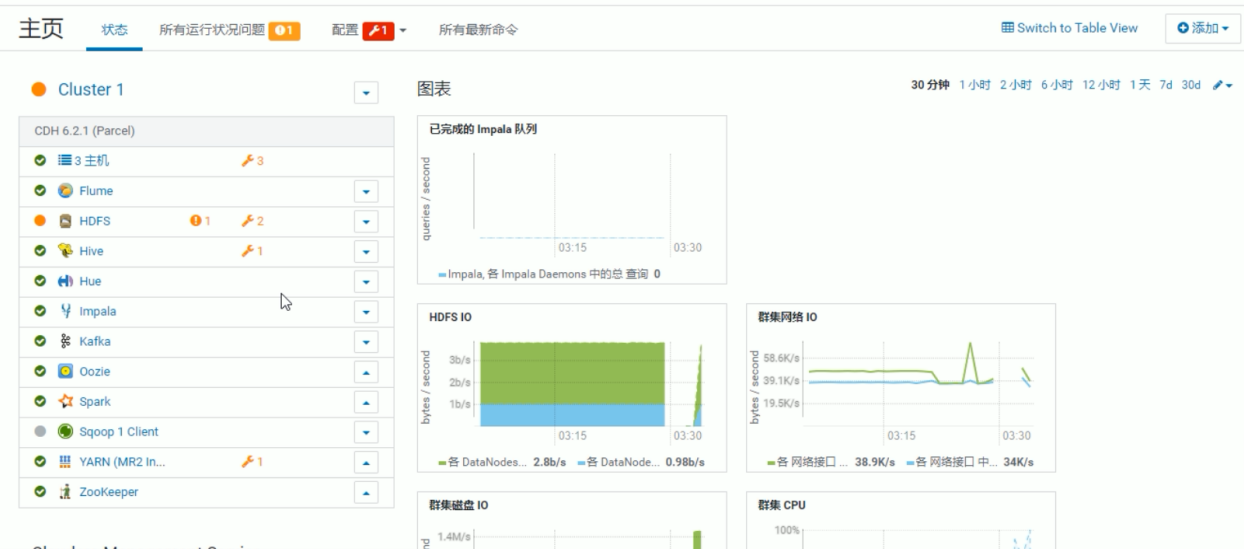 主页 状态 所有运行状况问题 1 配置 1 所有最新命令 Switch to Table View 添加
Cluster 1
CDH 6.2.1 (Parcel)
3 主机 3
Flume
HDFS 1 2
Hive 1
Hue
Impala
Kafka
Oozie
Spark
Sqoop 1 Client
YARN (MR2 In... 1
ZooKeeper
图表 30 分钟 1 小时 2 小时 6 小时 12 小时 1 天 7d 30d
已完成的 Impala 队列
queries / second
03:15 03:30
Impala, 各 Impala Daemons 中的总 查询 0
HDFS IO
bytes / second
3b/s
2b/s
1b/s
03:15 03:30
各 DataNodes... 2.8b/s 各 DataNode... 0.98b/s
群集网络 IO
bytes / second
58.6K/s
39.1K/s
19.5K/s
03:15 03:30
各 网络接口 ... 38.9K/s 各 网络接口 中... 34K/s
群集磁盘 IO
1.4M/s
群集 CPU
100%